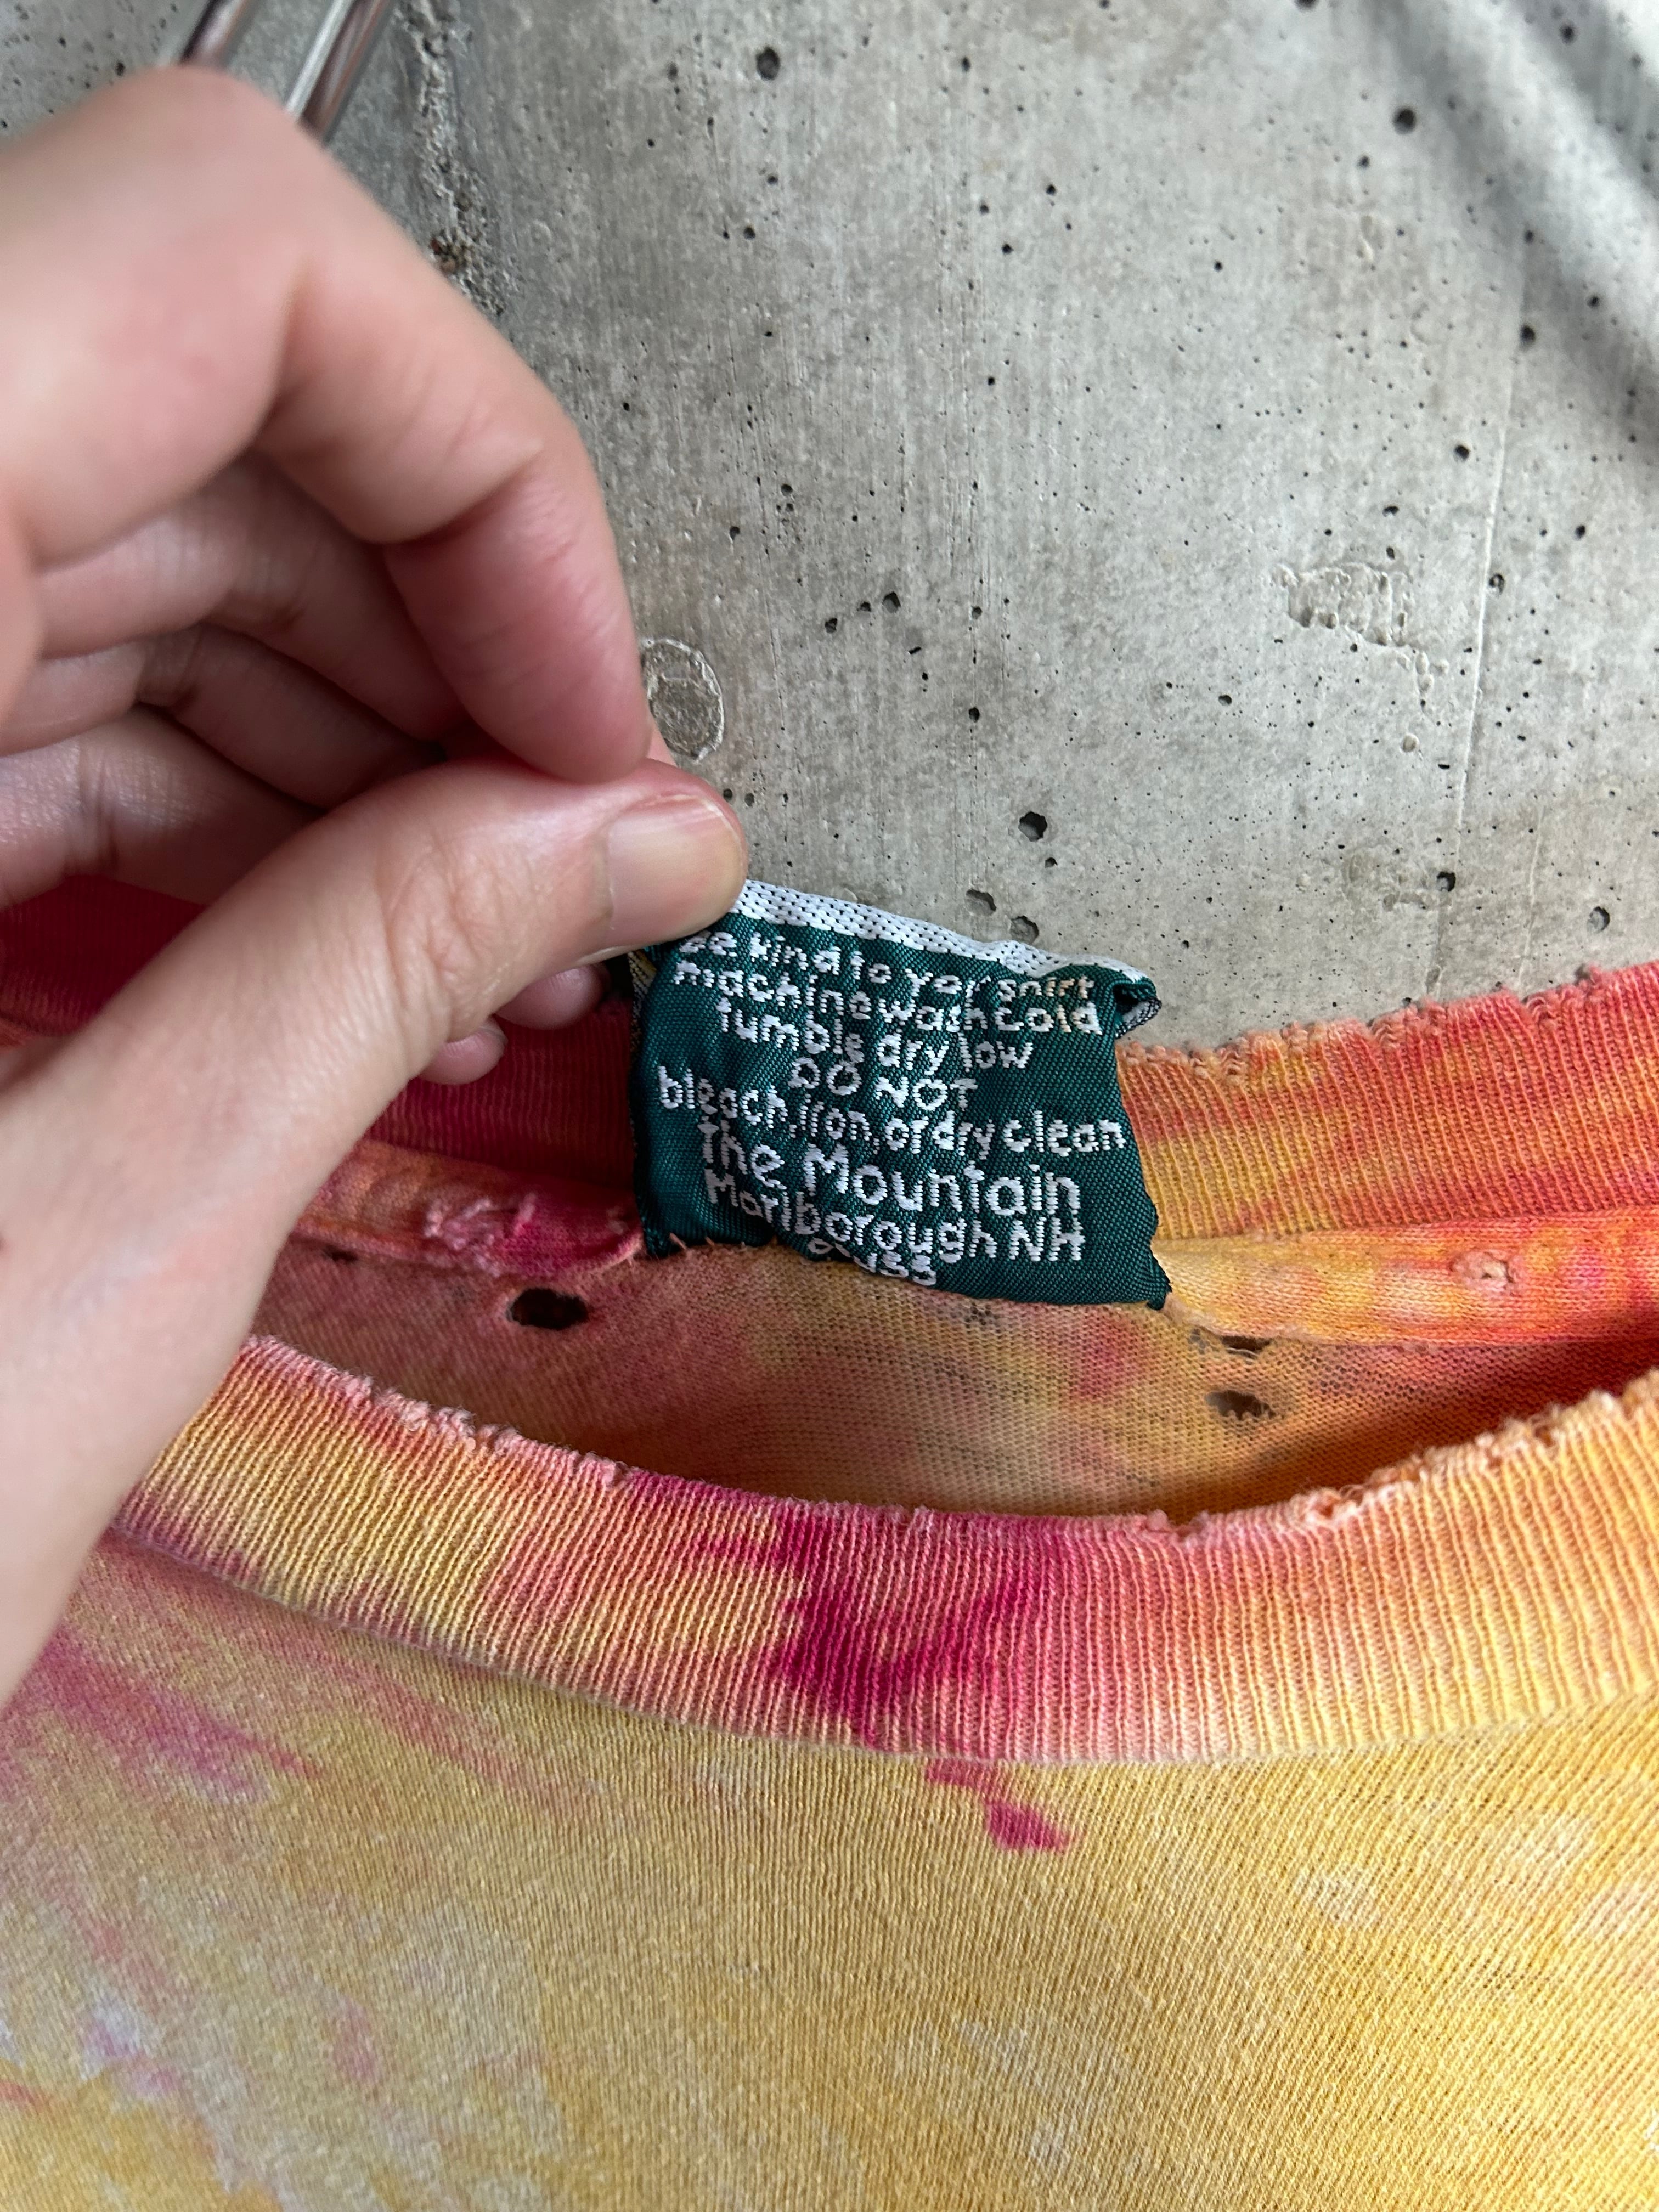 Be kind to your shirt
machine wash cold
Tumble dry low
DO NOT
bleach, iron, or dry clean
The Mountain
Marlborough NH